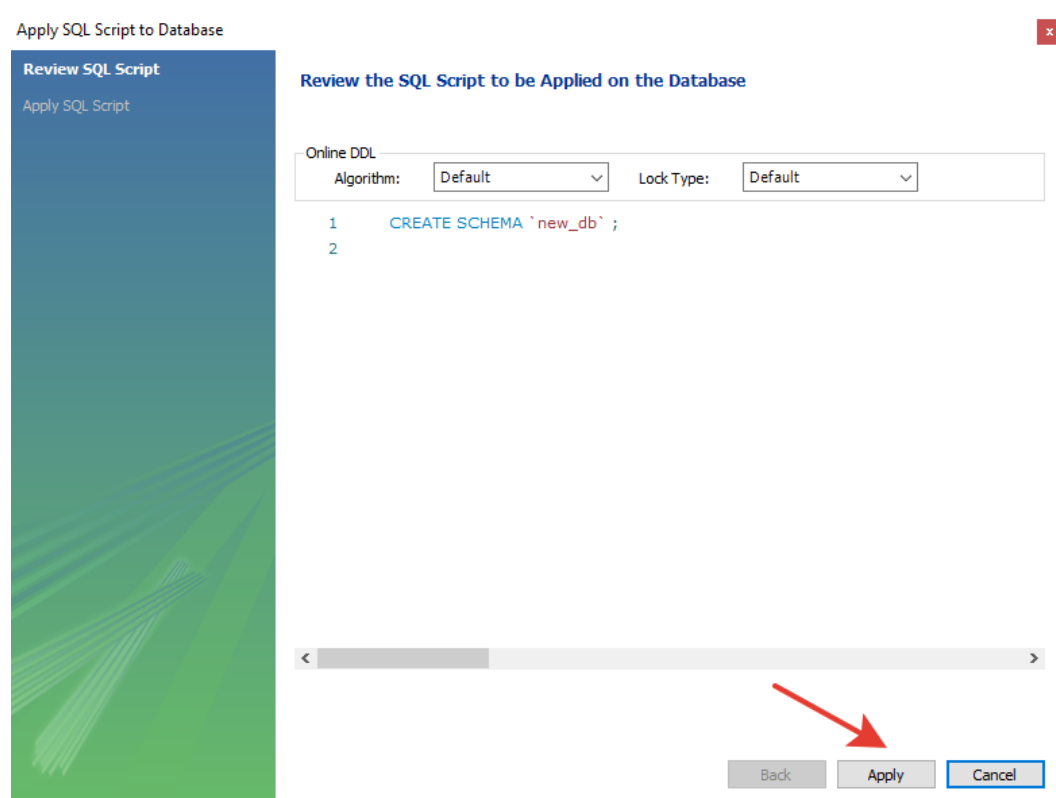 Apply SQL Script to Database
x
Review SQL Script
Apply SQL Script
Review the SQL Script to be Applied on the Database
Online DDL
Algorithm: Default Lock Type: Default
1 CREATE SCHEMA `new_db` ;
2
Back Apply Cancel